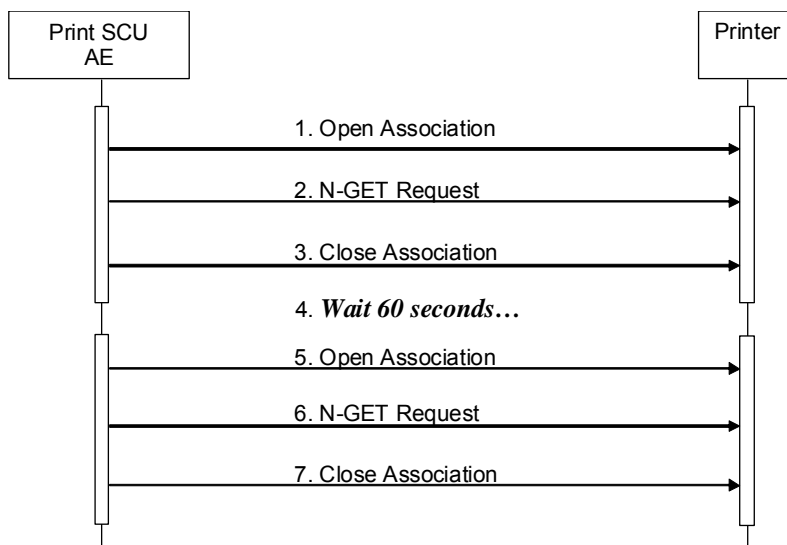 Print SCU
AE
Printer
1. Open Association
2. N-GET Request
3. Close Association
4. Wait 60 seconds…
5. Open Association
6. N-GET Request
7. Close Association